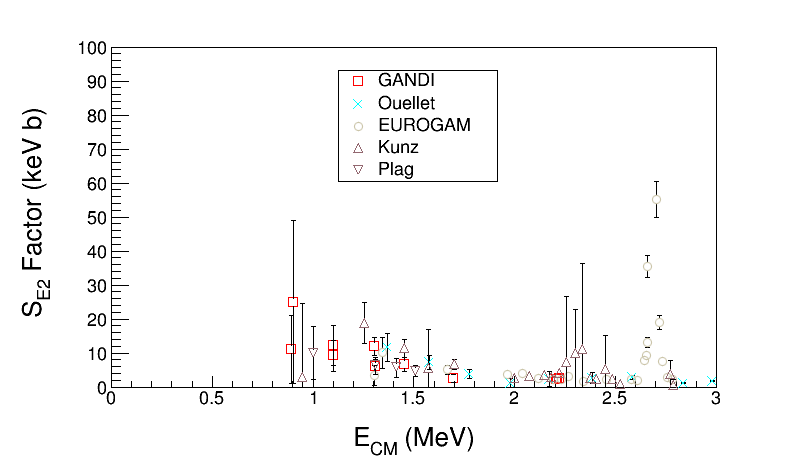 100
90
80
70
60
50
40
30
20
10
0
S_E2 Factor (keV b)
GANDI
Ouellet
EUROGAM
Kunz
Plag
0 0.5 1 1.5 2 2.5 3
E_CM (MeV)